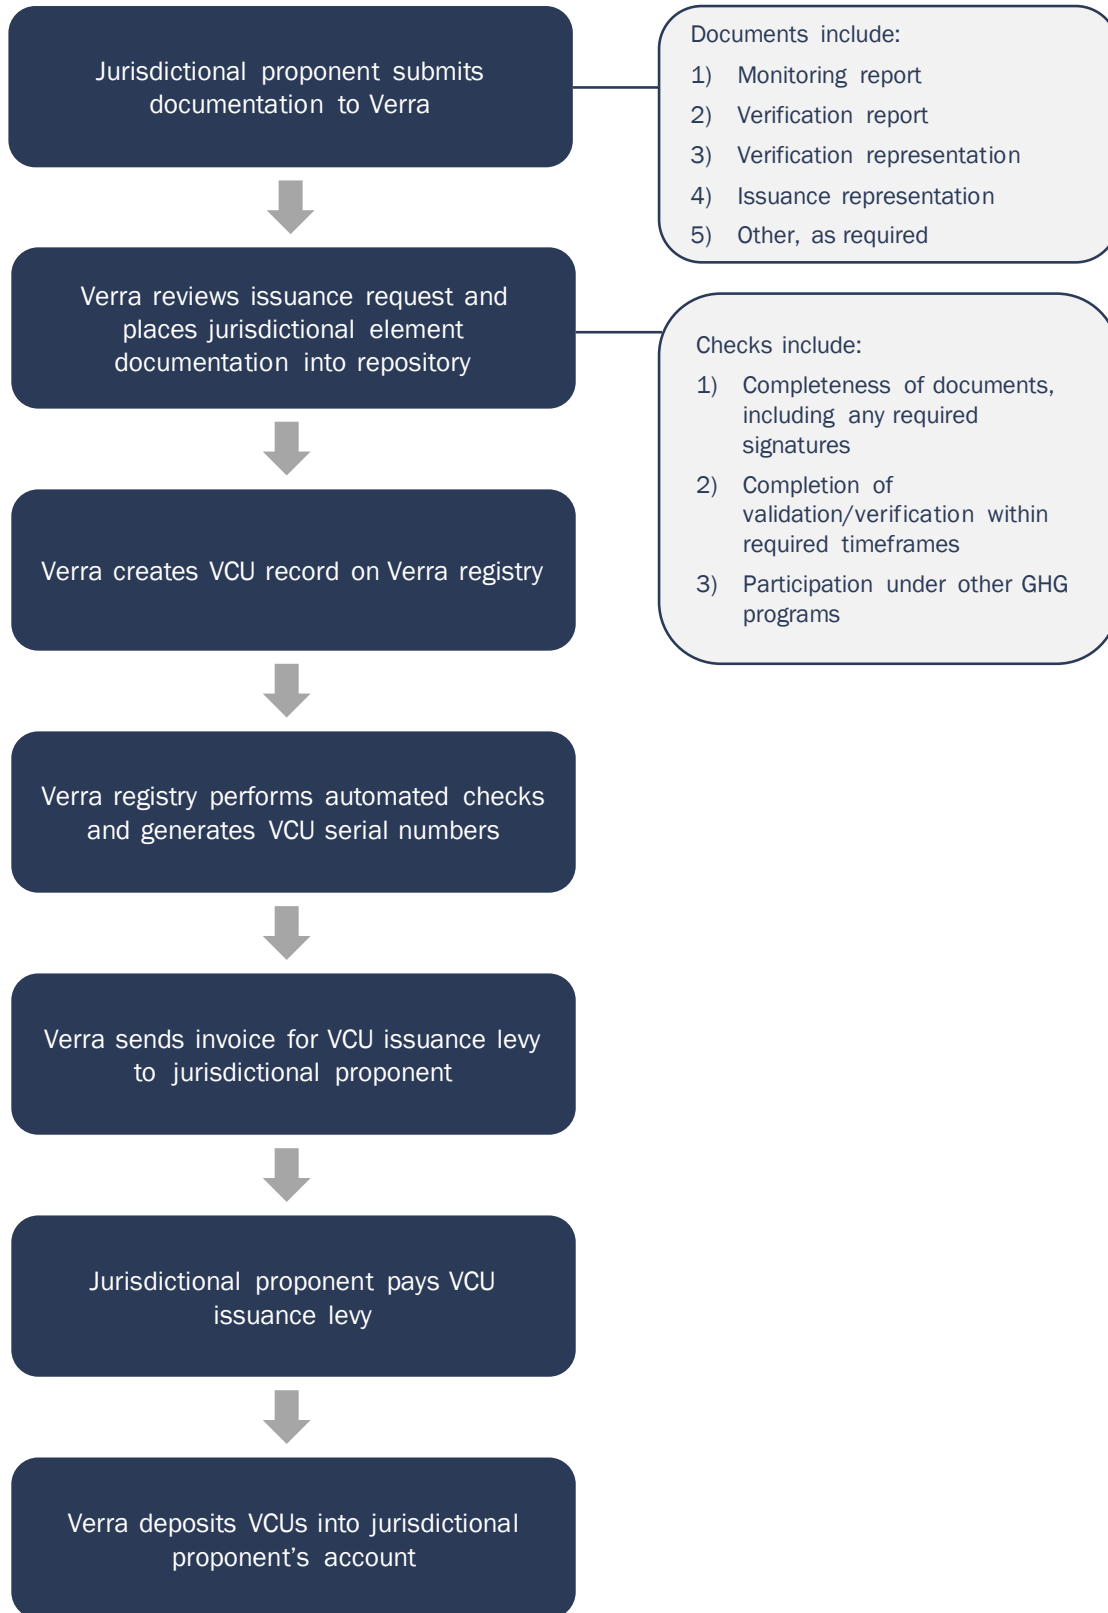 Jurisdictional proponent submits
documentation to Verra
Documents include:
1) Monitoring report
2) Verification report
3) Verification representation
4) Issuance representation
5) Other, as required
Verra reviews issuance request and
places jurisdictional element
documentation into repository
Checks include:
1) Completeness of documents,
including any required
signatures
2) Completion of
validation/verification within
required timeframes
3) Participation under other GHG
programs
Verra creates VCU record on Verra registry
Verra registry performs automated checks
and generates VCU serial numbers
Verra sends invoice for VCU issuance levy
to jurisdictional proponent
Jurisdictional proponent pays VCU
issuance levy
Verra deposits VCUs into jurisdictional
proponent’s account